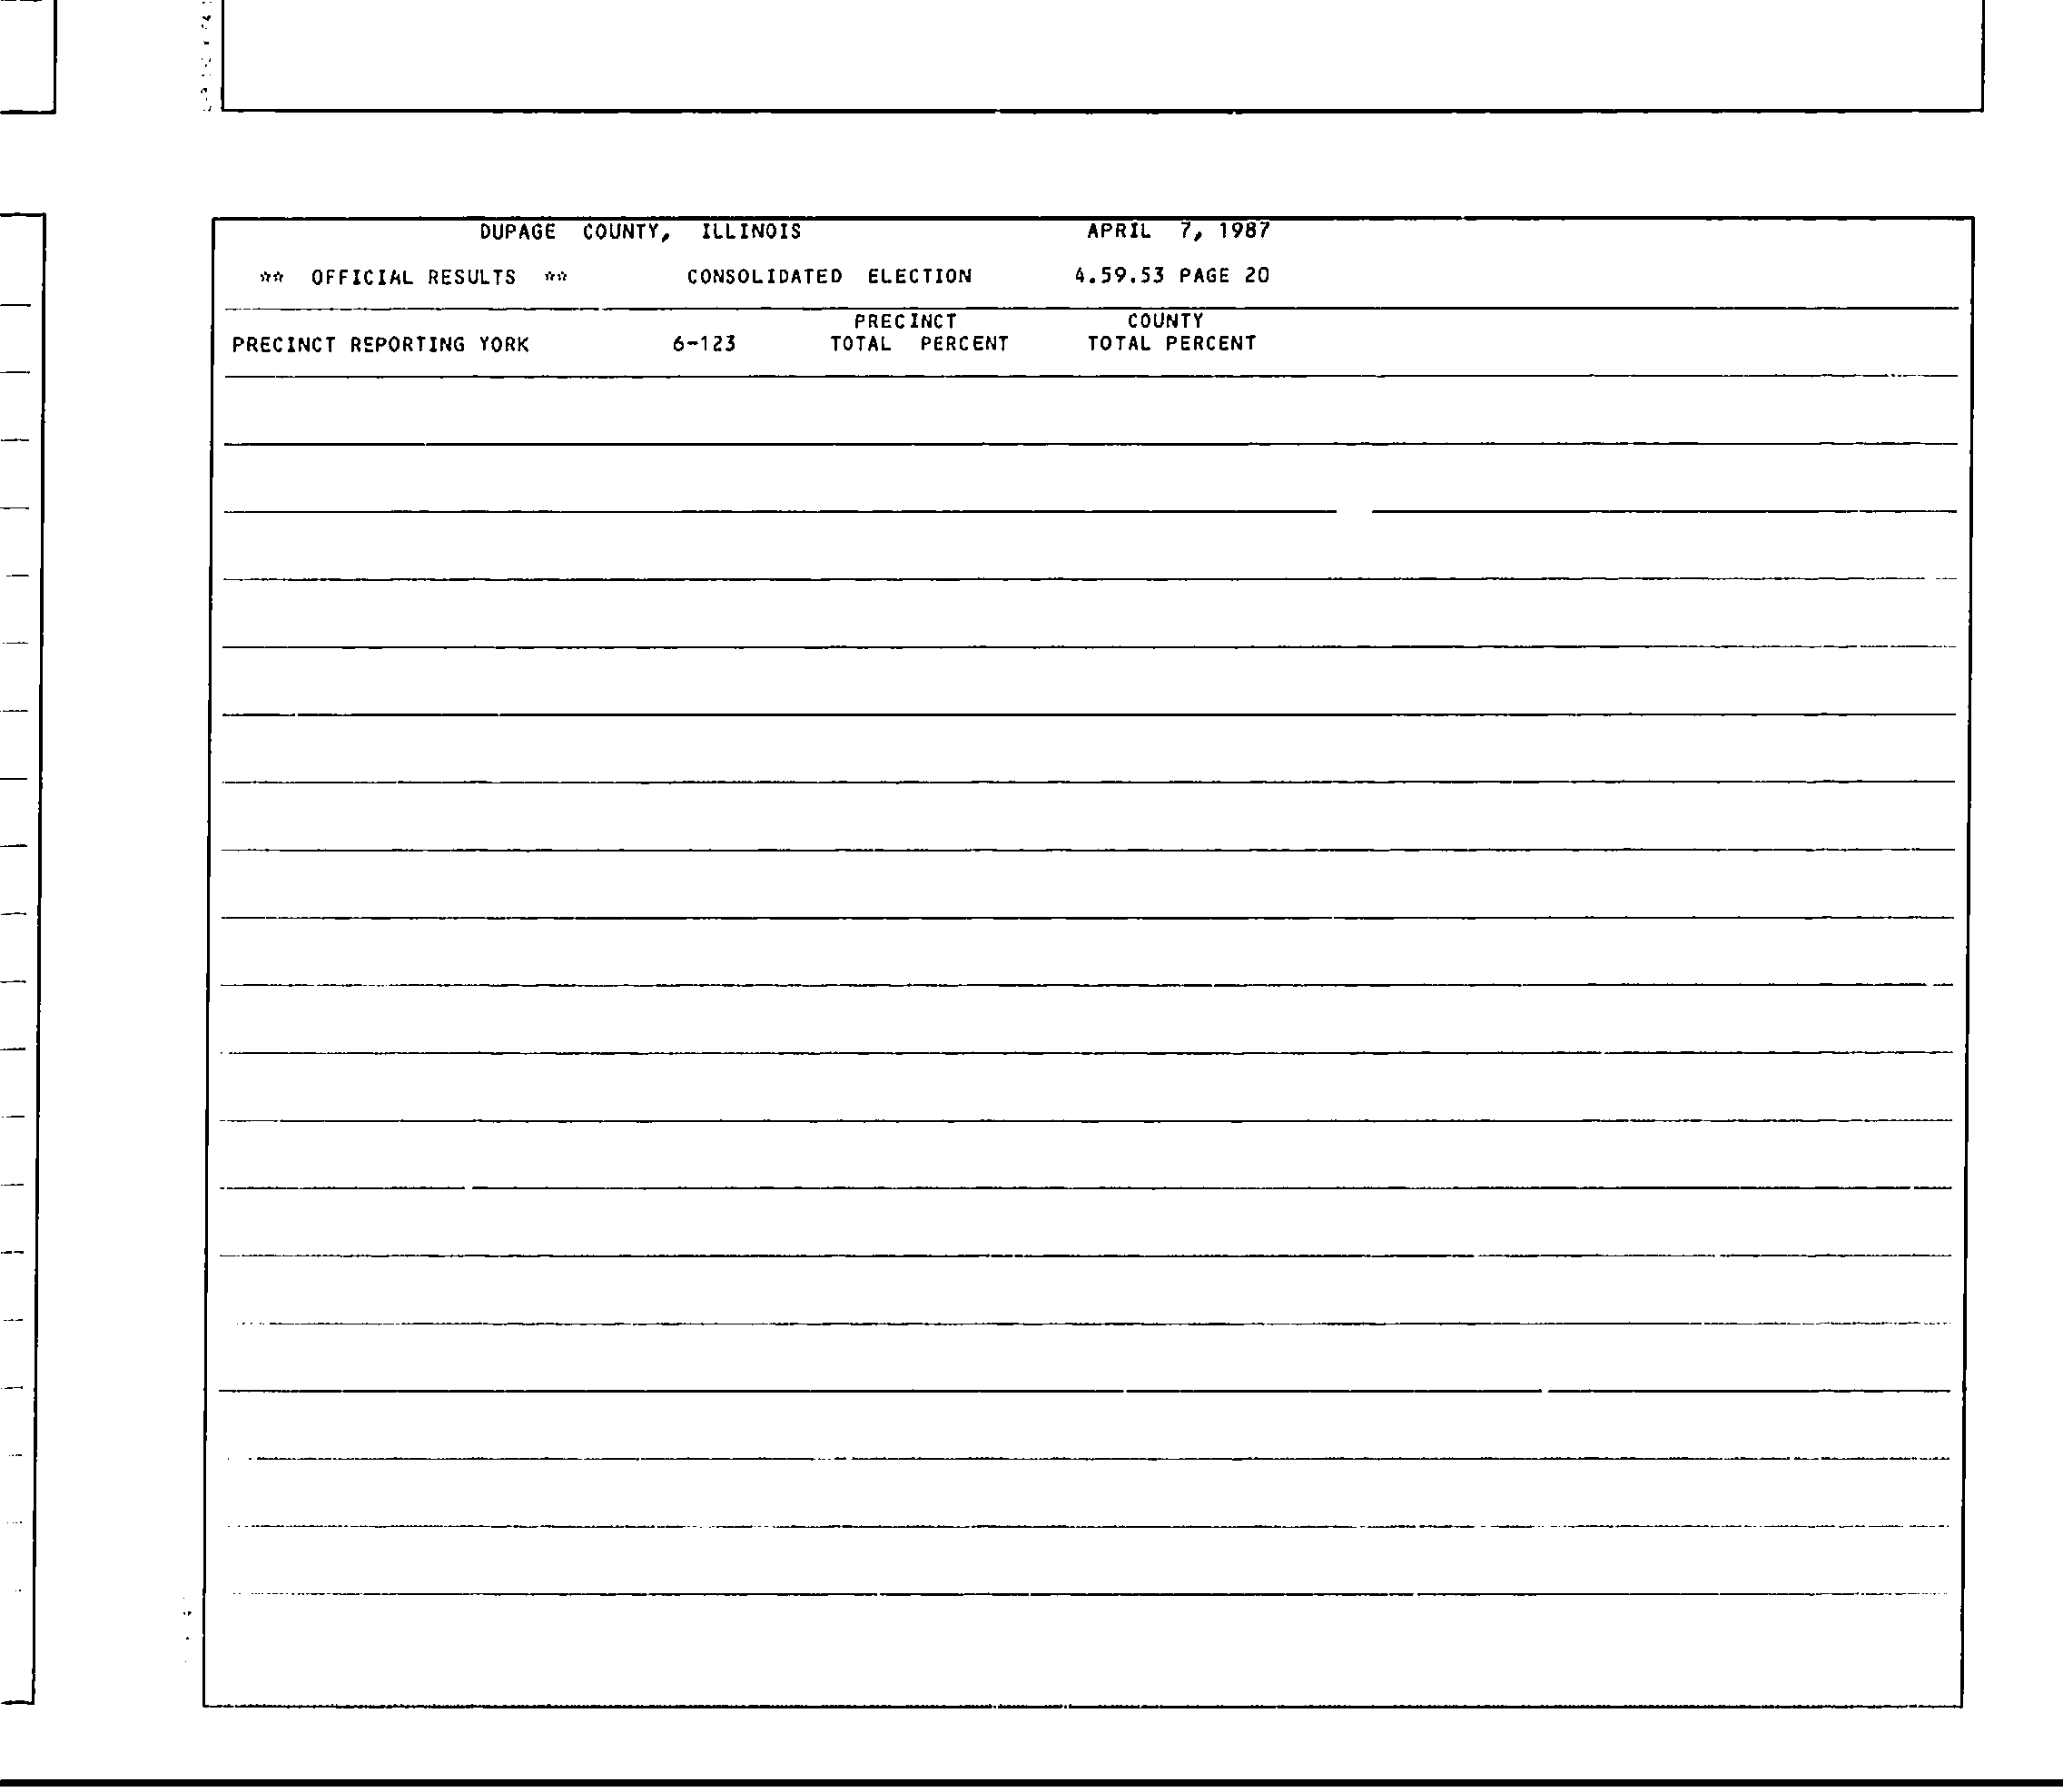 DUPAGE COUNTY, ILLINOIS APRIL 7, 1987
** OFFICIAL RESULTS ** CONSOLIDATED ELECTION 4.59.53 PAGE 20
PRECINCT COUNTY
PRECINCT REPORTING YORK 6-123 TOTAL PERCENT TOTAL PERCENT